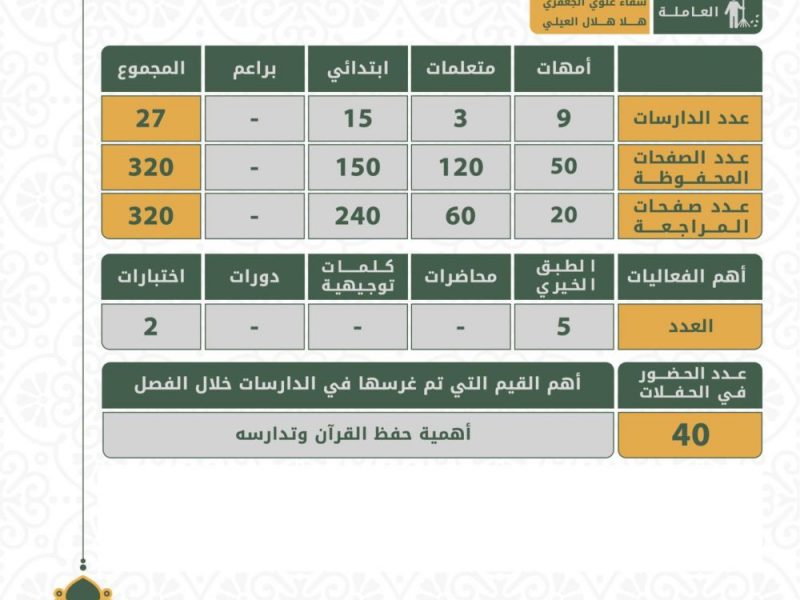 العاملة
شفاء علوي الجعفري
هلا هلال العيلي
أمهات متعلمات ابتدائي براعم المجموع
عدد الدارسات 9 3 15 - 27
عدد الصفحات المحفوظة 50 120 150 - 320
عدد صفحات المراجعة 20 60 240 - 320
أهم الفعاليات الطبق الخيري محاضرات كلمات توجيهية دورات اختبارات
العدد 5 - - - 2
عدد الحضور في الحفلات أهم القيم التي تم غرسها في الدارسات خلال الفصل
40 أهمية حفظ القرآن وتدارسه